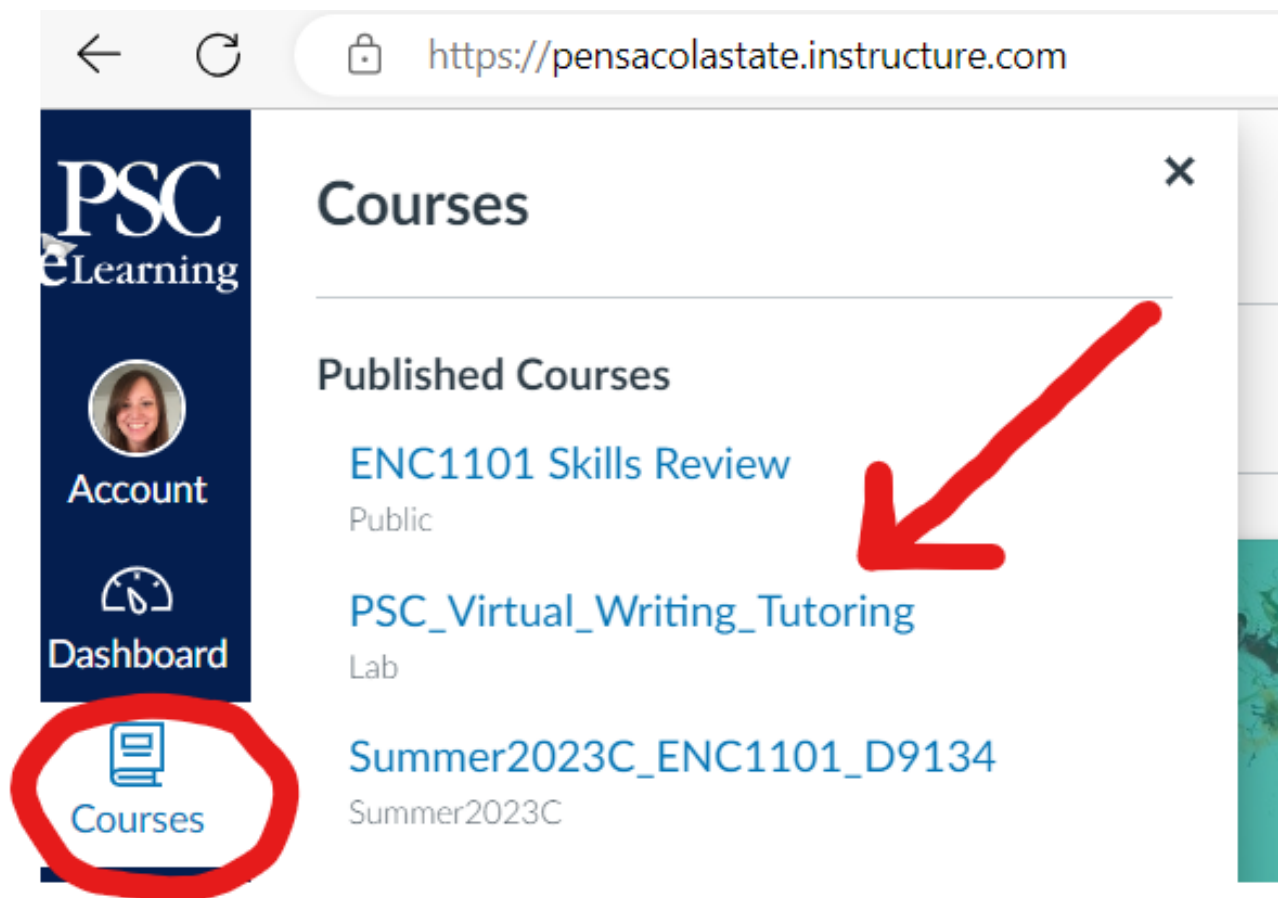 https://pensacolastate.instructure.com
PSC
eLearning
Account
Dashboard
Courses
Courses
Published Courses
ENC1101 Skills Review
Public
PSC_Virtual_Writing_Tutoring
Lab
Summer2023C_ENC1101_D9134
Summer2023C